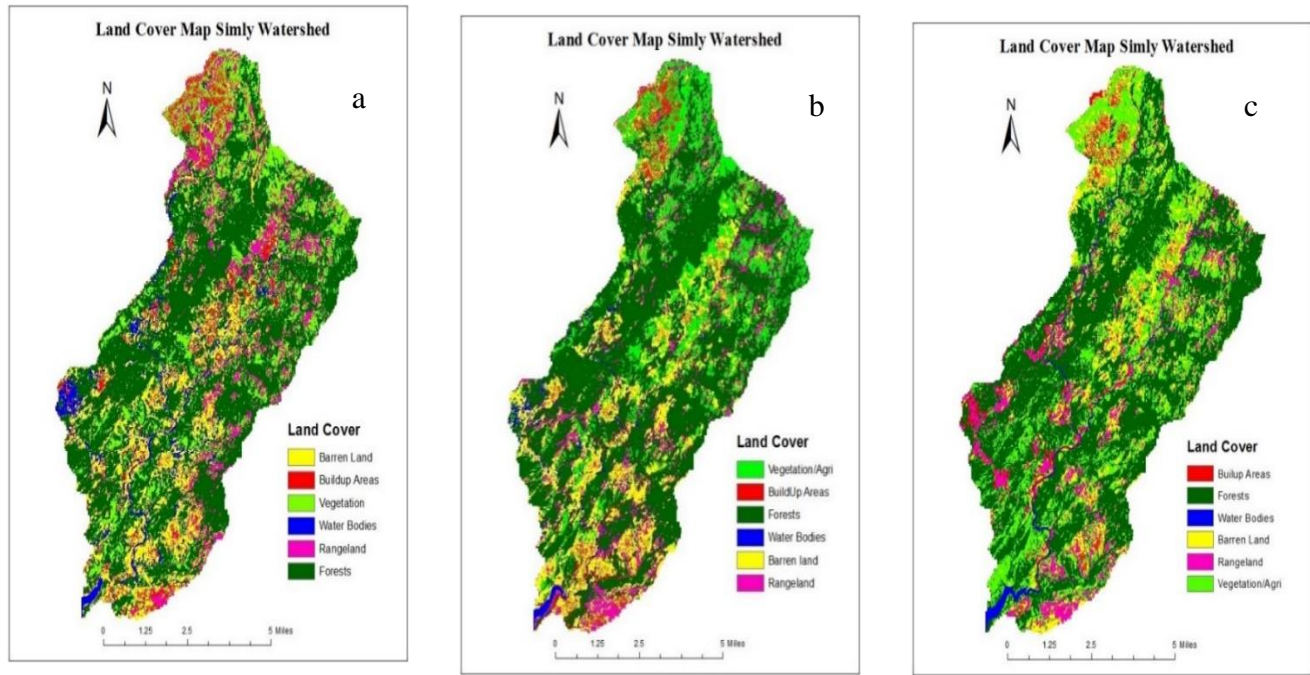 Land Cover Map Simly Watershed
N
a
Land Cover
Barren Land
Buildup Areas
Vegetation
Water Bodies
Rangeland
Forests
0 1.25 2.5 5 Miles
Land Cover Map Simly Watershed
N
b
Land Cover
Vegetation/Agri
BuildUp Areas
Forests
Water Bodies
Barren land
Rangeland
0 1.25 2.5 5 Miles
Land Cover Map Simly Watershed
N
c
Land Cover
Builup Areas
Forests
Water Bodies
Barren Land
Rangeland
Vegetation/Agri
0 1.25 2.5 5 Miles